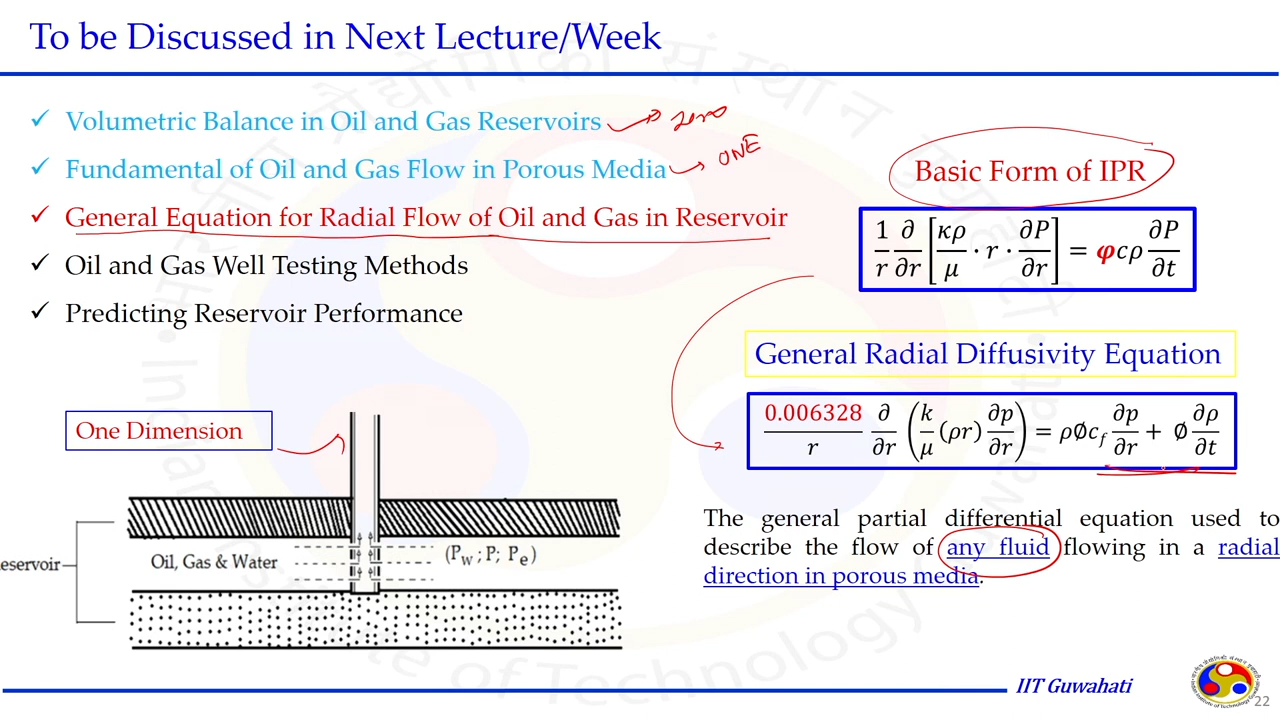 To be Discussed in Next Lecture/Week
✓ Volumetric Balance in Oil and Gas Reservoirs zero
✓ Fundamental of Oil and Gas Flow in Porous Media ONE
✓ General Equation for Radial Flow of Oil and Gas in Reservoir
✓ Oil and Gas Well Testing Methods
✓ Predicting Reservoir Performance
Basic Form of IPR
1/r ∂/∂r [κρ/μ · r · ∂P/∂r] = φcρ ∂P/∂t
General Radial Diffusivity Equation
0.006328/r ∂/∂r (k/μ (ρr) ∂p/∂r) = ρ∅c_f ∂p/∂r + ∅ ∂ρ/∂t
The general partial differential equation used to
describe the flow of any fluid flowing in a radial
direction in porous media.
One Dimension
eservoir
Oil, Gas & Water
(P_w ; P; P_e)
IIT Guwahati
22